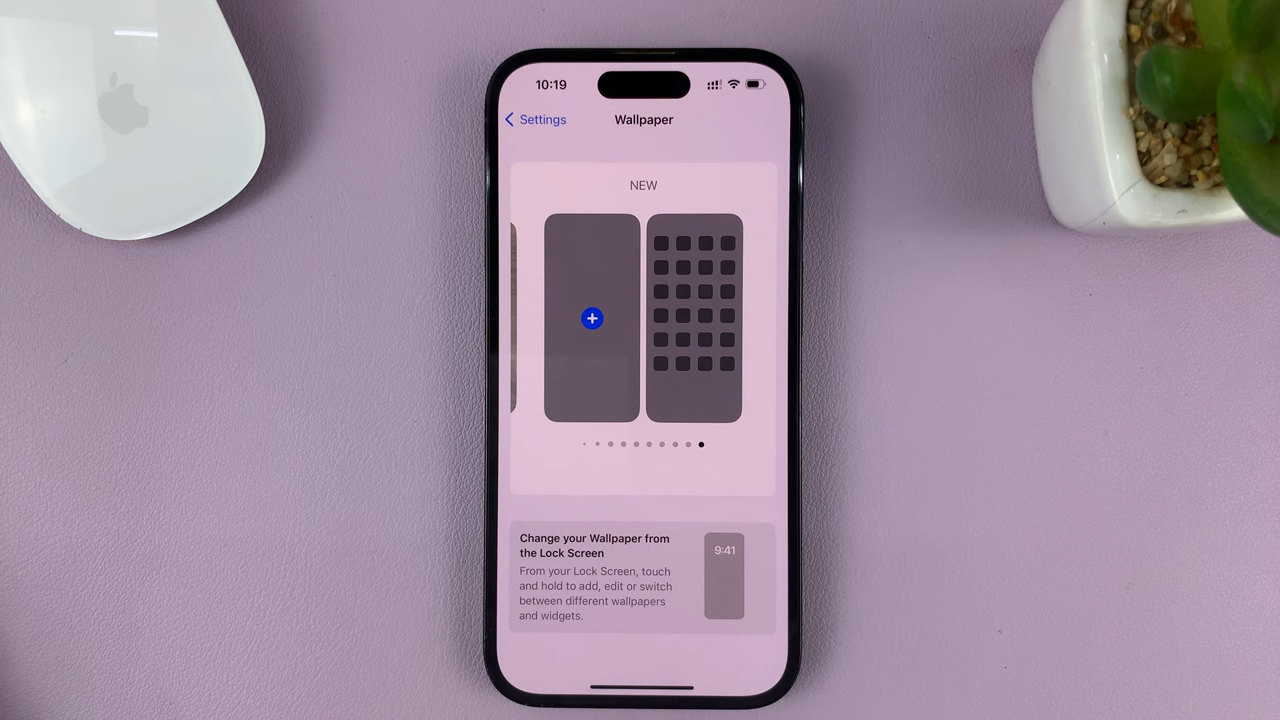 10:19
Settings
Wallpaper
NEW
Change your Wallpaper from
the Lock Screen
From your Lock Screen, touch
and hold to add, edit or switch
between different wallpapers
and widgets.
9:41